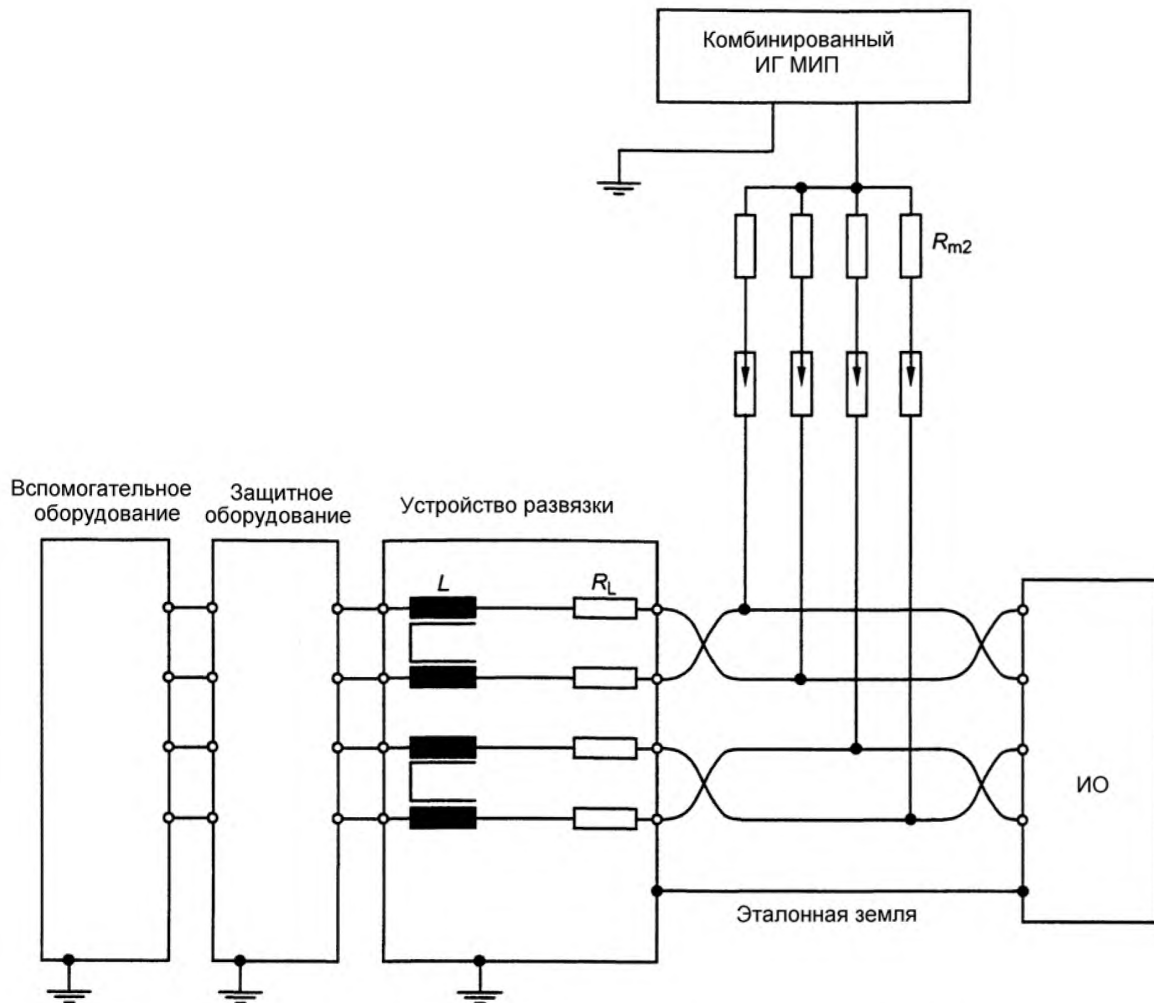 Комбинированный
ИГ МИП
Rm2
Вспомогательное
оборудование
Защитное
оборудование
Устройство развязки
L
RL
ИО
Эталонная земля